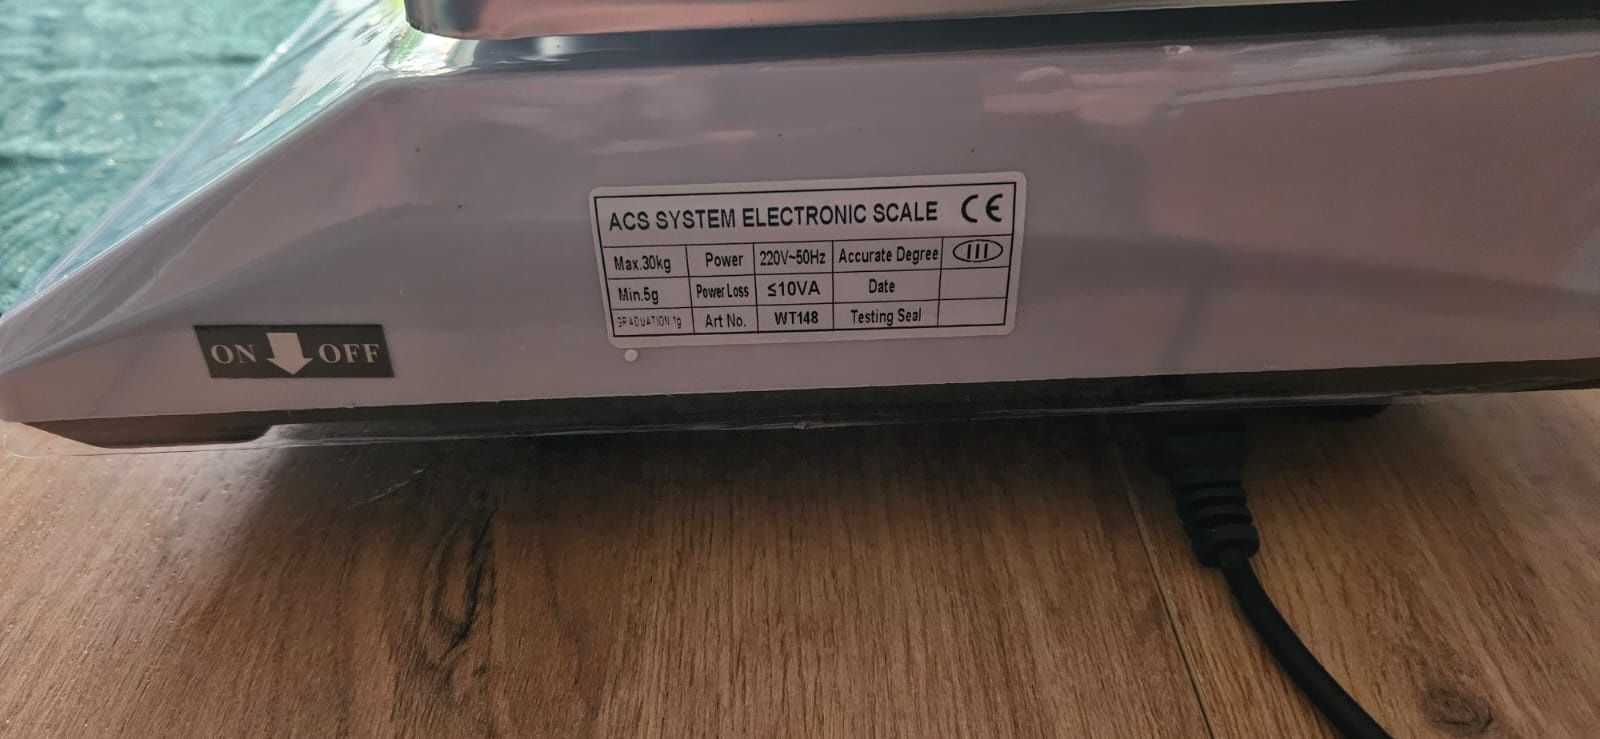 ACS SYSTEM ELECTRONIC SCALE CE
Max.30kg Power 220V~50Hz Accurate Degree III
Min.5g Power Loss ≤10VA Date
GRADUATION.1g Art No. WT148 Testing Seal
ON OFF